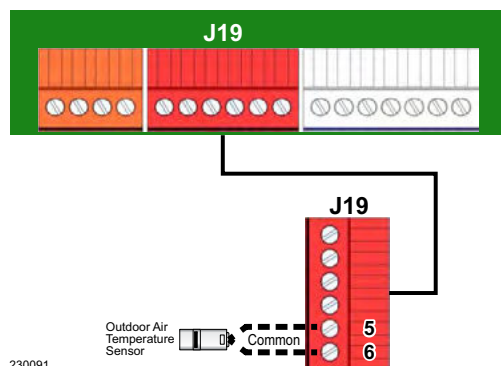 J19
J19
Outdoor Air
Temperature
Sensor
Common
5
6
230091